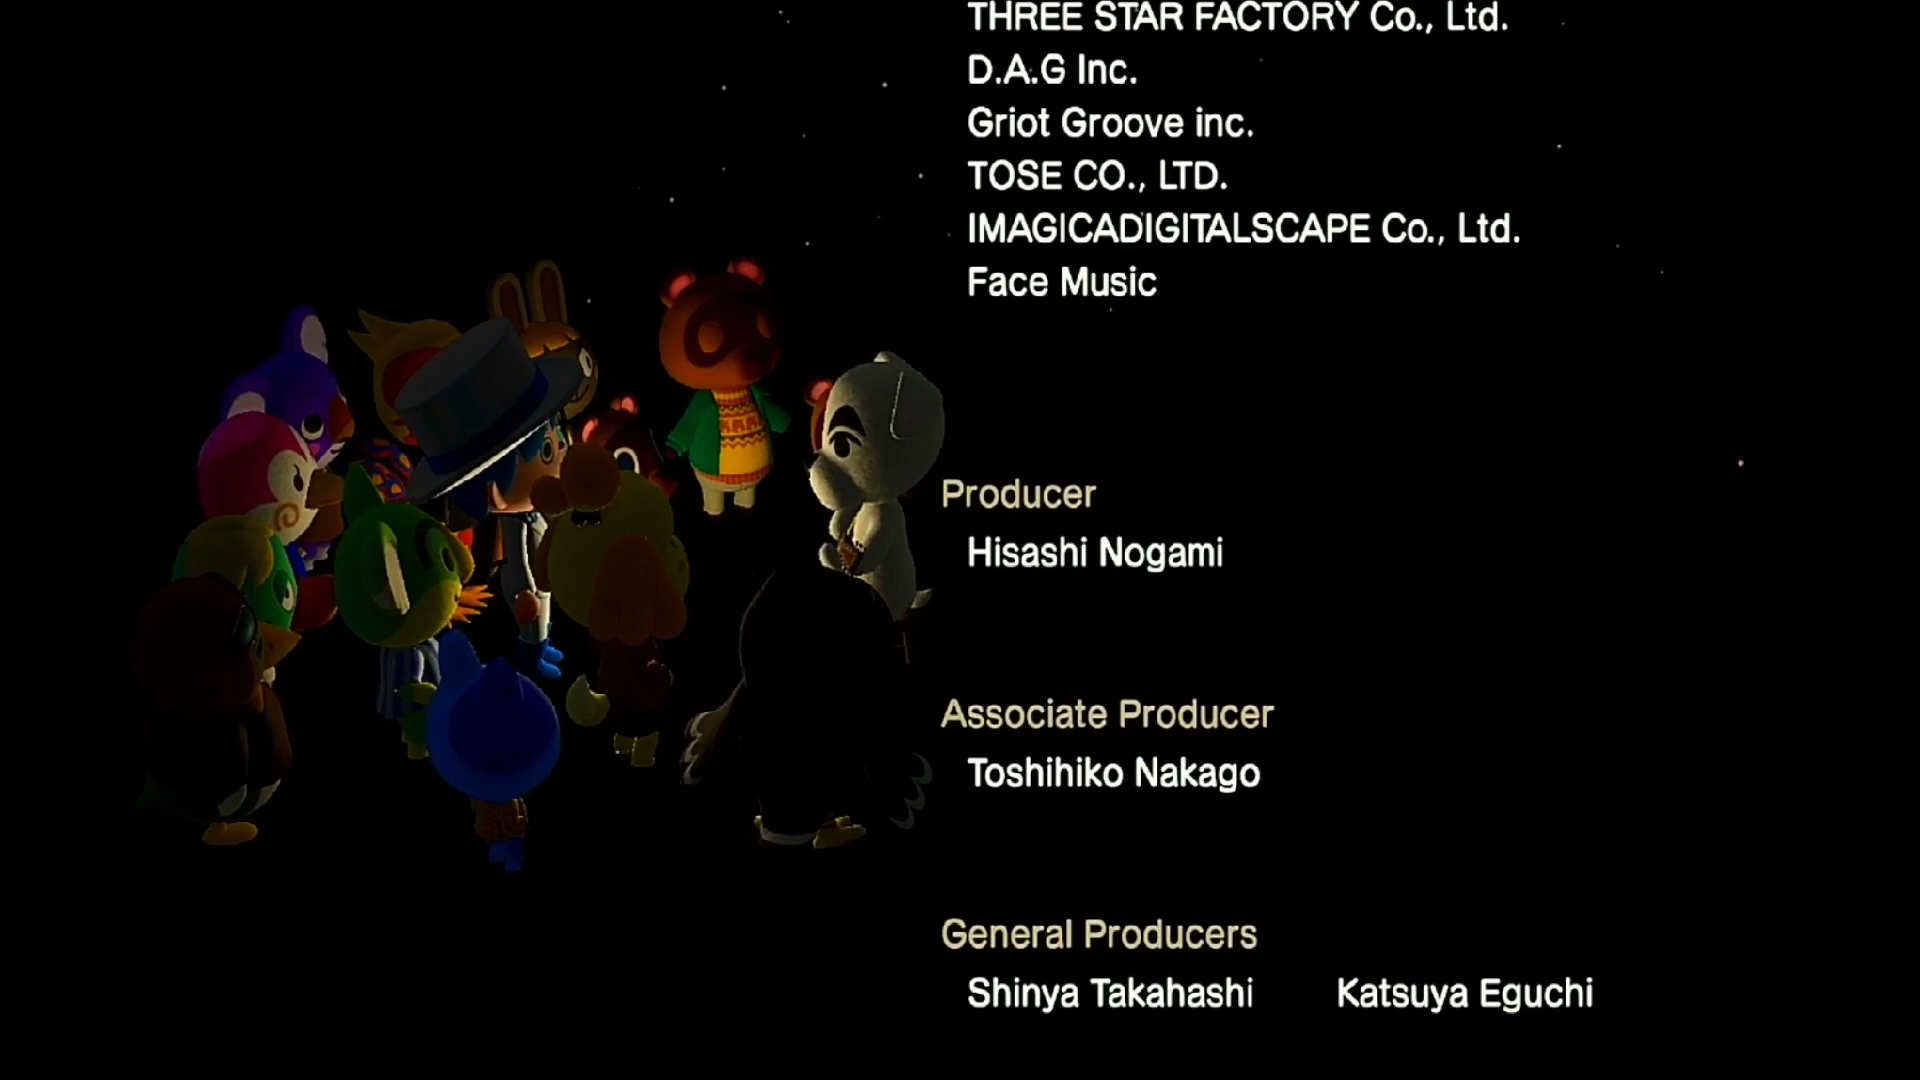 THREE STAR FACTORY Co., Ltd.
D.A.G Inc.
Griot Groove inc.
TOSE CO., LTD.
IMAGICADIGITALSCAPE Co., Ltd.
Face Music
Producer
Hisashi Nogami
Associate Producer
Toshihiko Nakago
General Producers
Shinya Takahashi Katsuya Eguchi